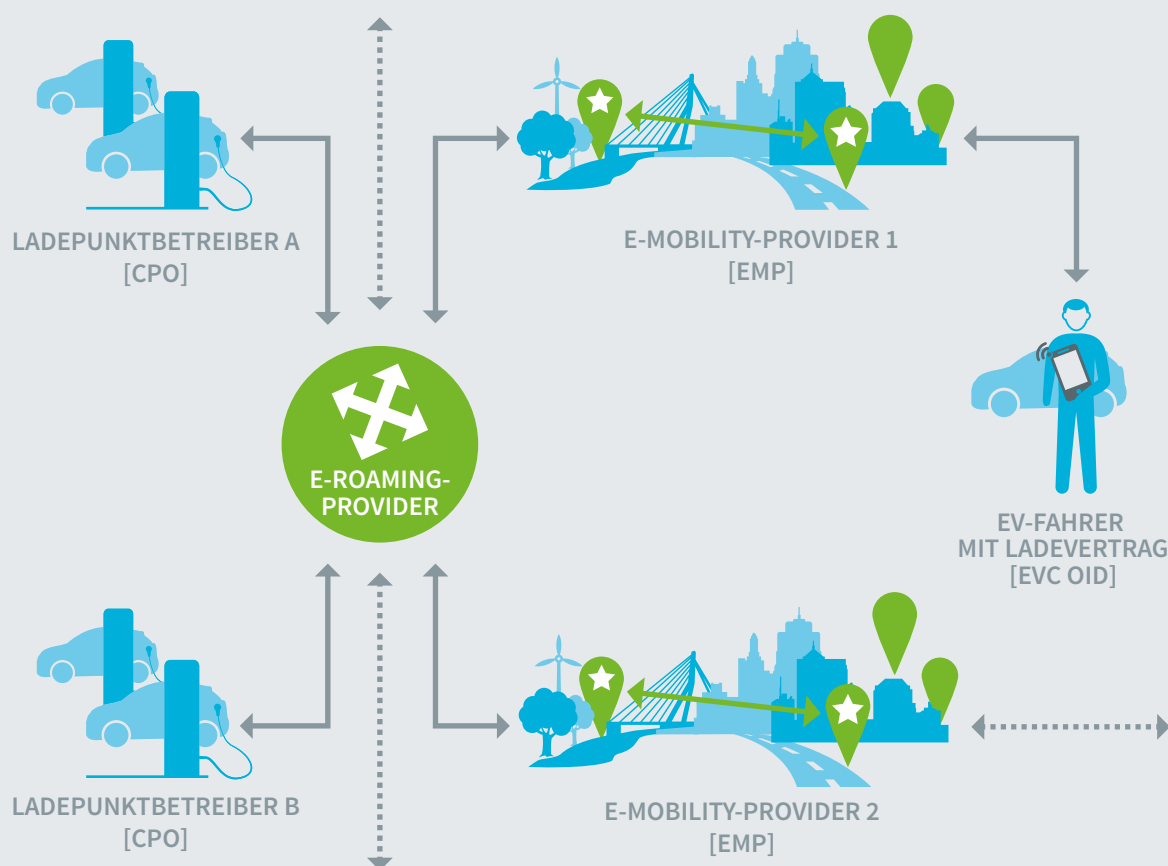 LADEPUNKTBETREIBER A
[CPO]
E-MOBILITY-PROVIDER 1
[EMP]
E-ROAMING-
PROVIDER
EV-FAHRER
MIT LADEVERTRAG
[EVC OID]
LADEPUNKTBETREIBER B
[CPO]
E-MOBILITY-PROVIDER 2
[EMP]